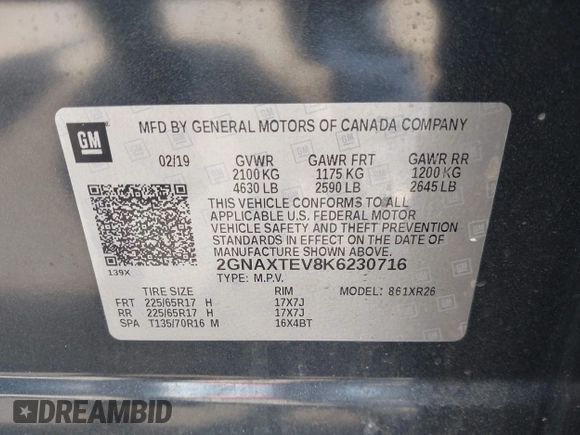 GM
MFD BY GENERAL MOTORS OF CANADA COMPANY
02/19 GVWR GAWR FRT GAWR RR
2100 KG 1175 KG 1200 KG
4630 LB 2590 LB 2645 LB
THIS VEHICLE CONFORMS TO ALL
APPLICABLE U.S. FEDERAL MOTOR
VEHICLE SAFETY AND THEFT PREVENTION
STANDARDS IN EFFECT ON THE DATE OF
MANUFACTURE SHOWN ABOVE.
139X 2GNAXTEV8K6230716
TYPE: M.P.V.
TIRE SIZE RIM MODEL: 861XR26
FRT 225/65R17 H 17X7J
RR 225/65R17 H 17X7J
SPA T135/70R16 M 16X4BT
DREAMBID